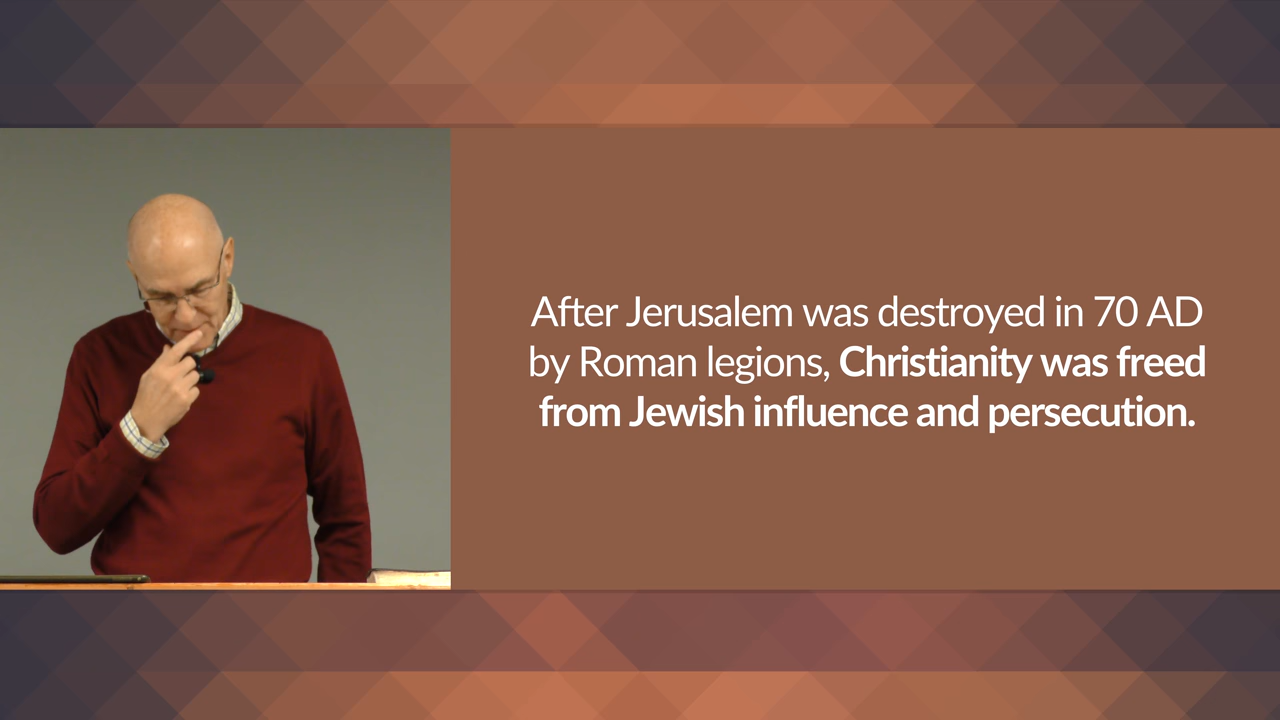 After Jerusalem was destroyed in 70 AD
by Roman legions, Christianity was freed
from Jewish influence and persecution.